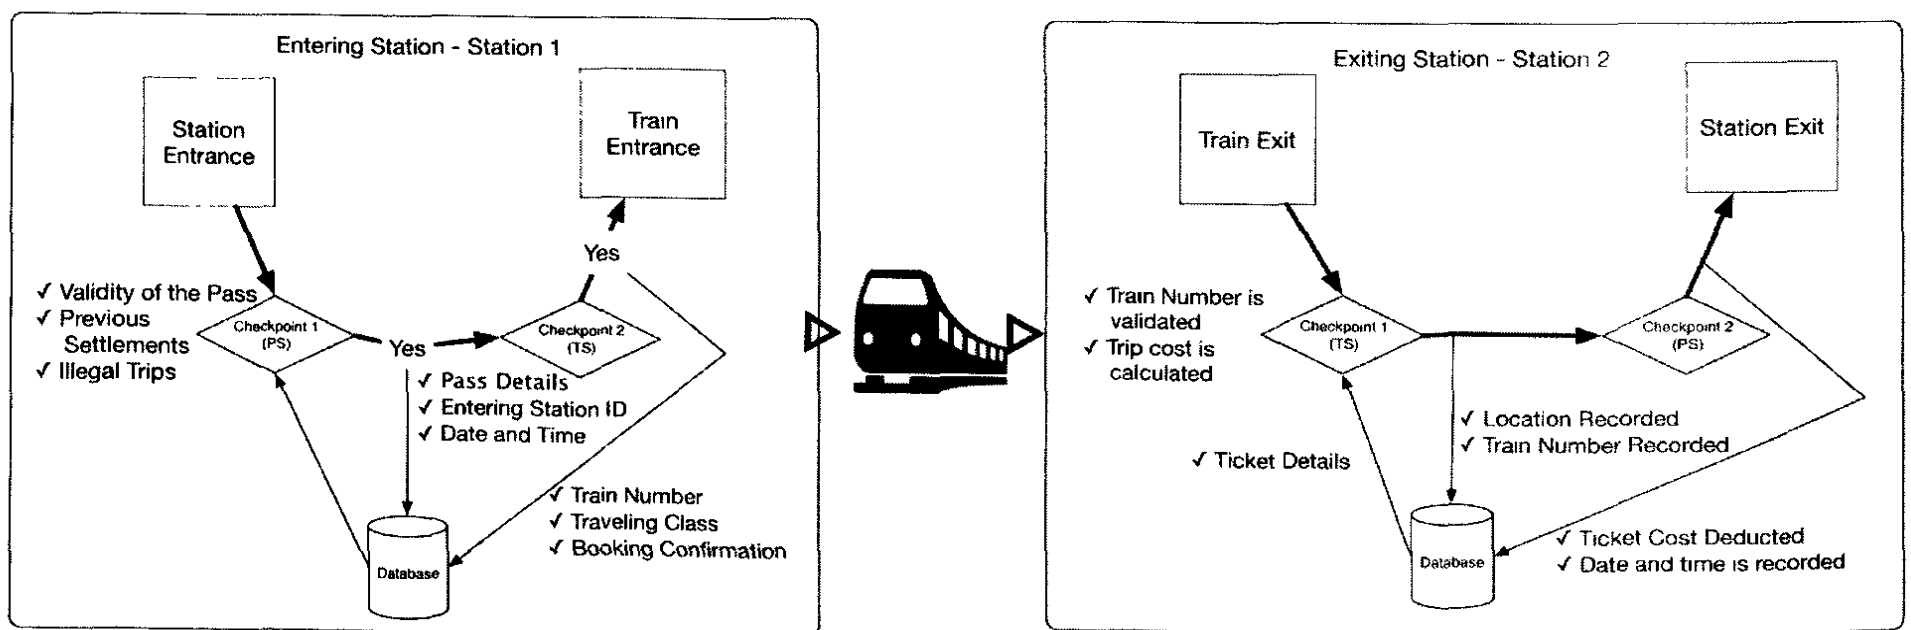 Entering Station - Station 1
Station
Entrance
Train
Entrance
Yes
✓ Validity of the Pass
✓ Previous
Settlements
✓ Illegal Trips
Checkpoint 1
(PS)
Yes
Checkpoint 2
(TS)
✓ Pass Details
✓ Entering Station ID
✓ Date and Time
✓ Train Number
✓ Traveling Class
✓ Booking Confirmation
Database
Exiting Station - Station 2
Train Exit
Station Exit
✓ Train Number is
validated
✓ Trip cost is
calculated
Checkpoint 1
(TS)
Checkpoint 2
(PS)
✓ Location Recorded
✓ Train Number Recorded
✓ Ticket Details
✓ Ticket Cost Deducted
✓ Date and time is recorded
Database